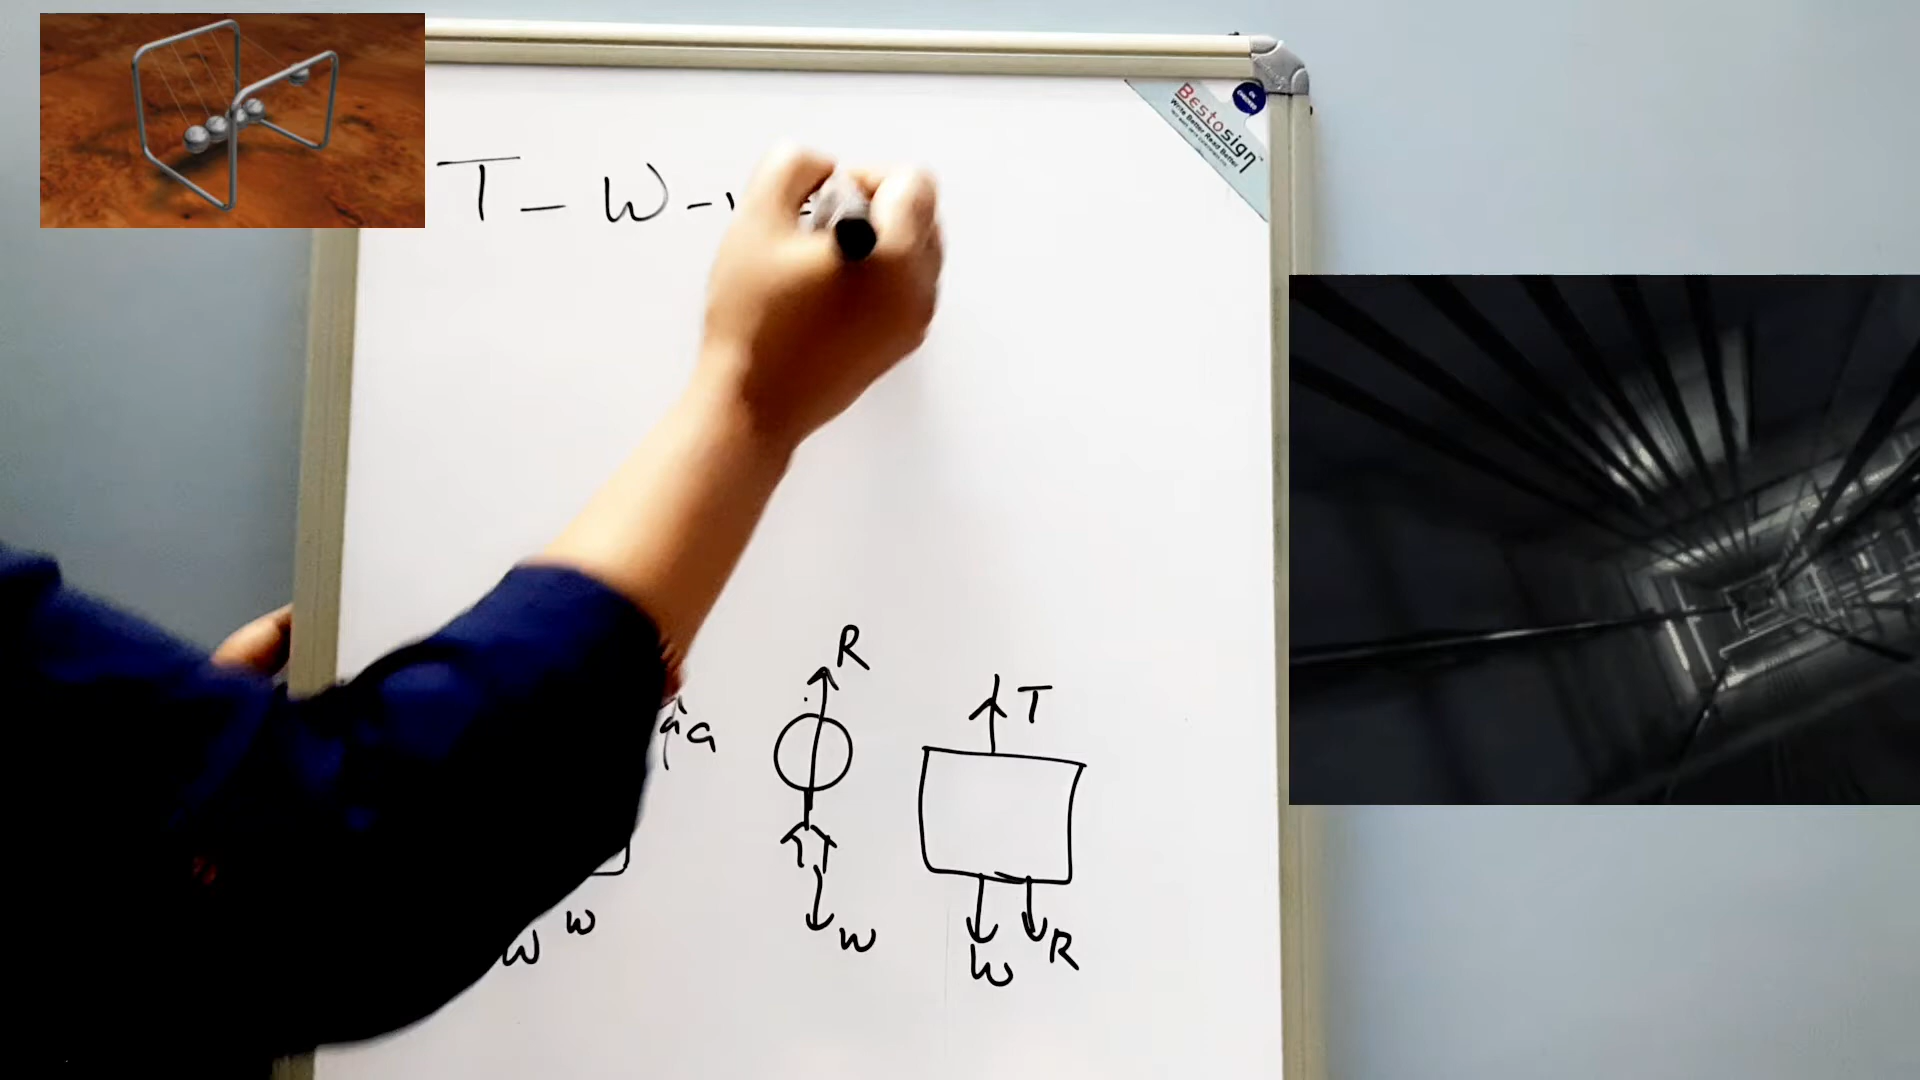 Bestosign
Write Better Read Better
T - W - w =
R
a
T
w
W
w
W
R